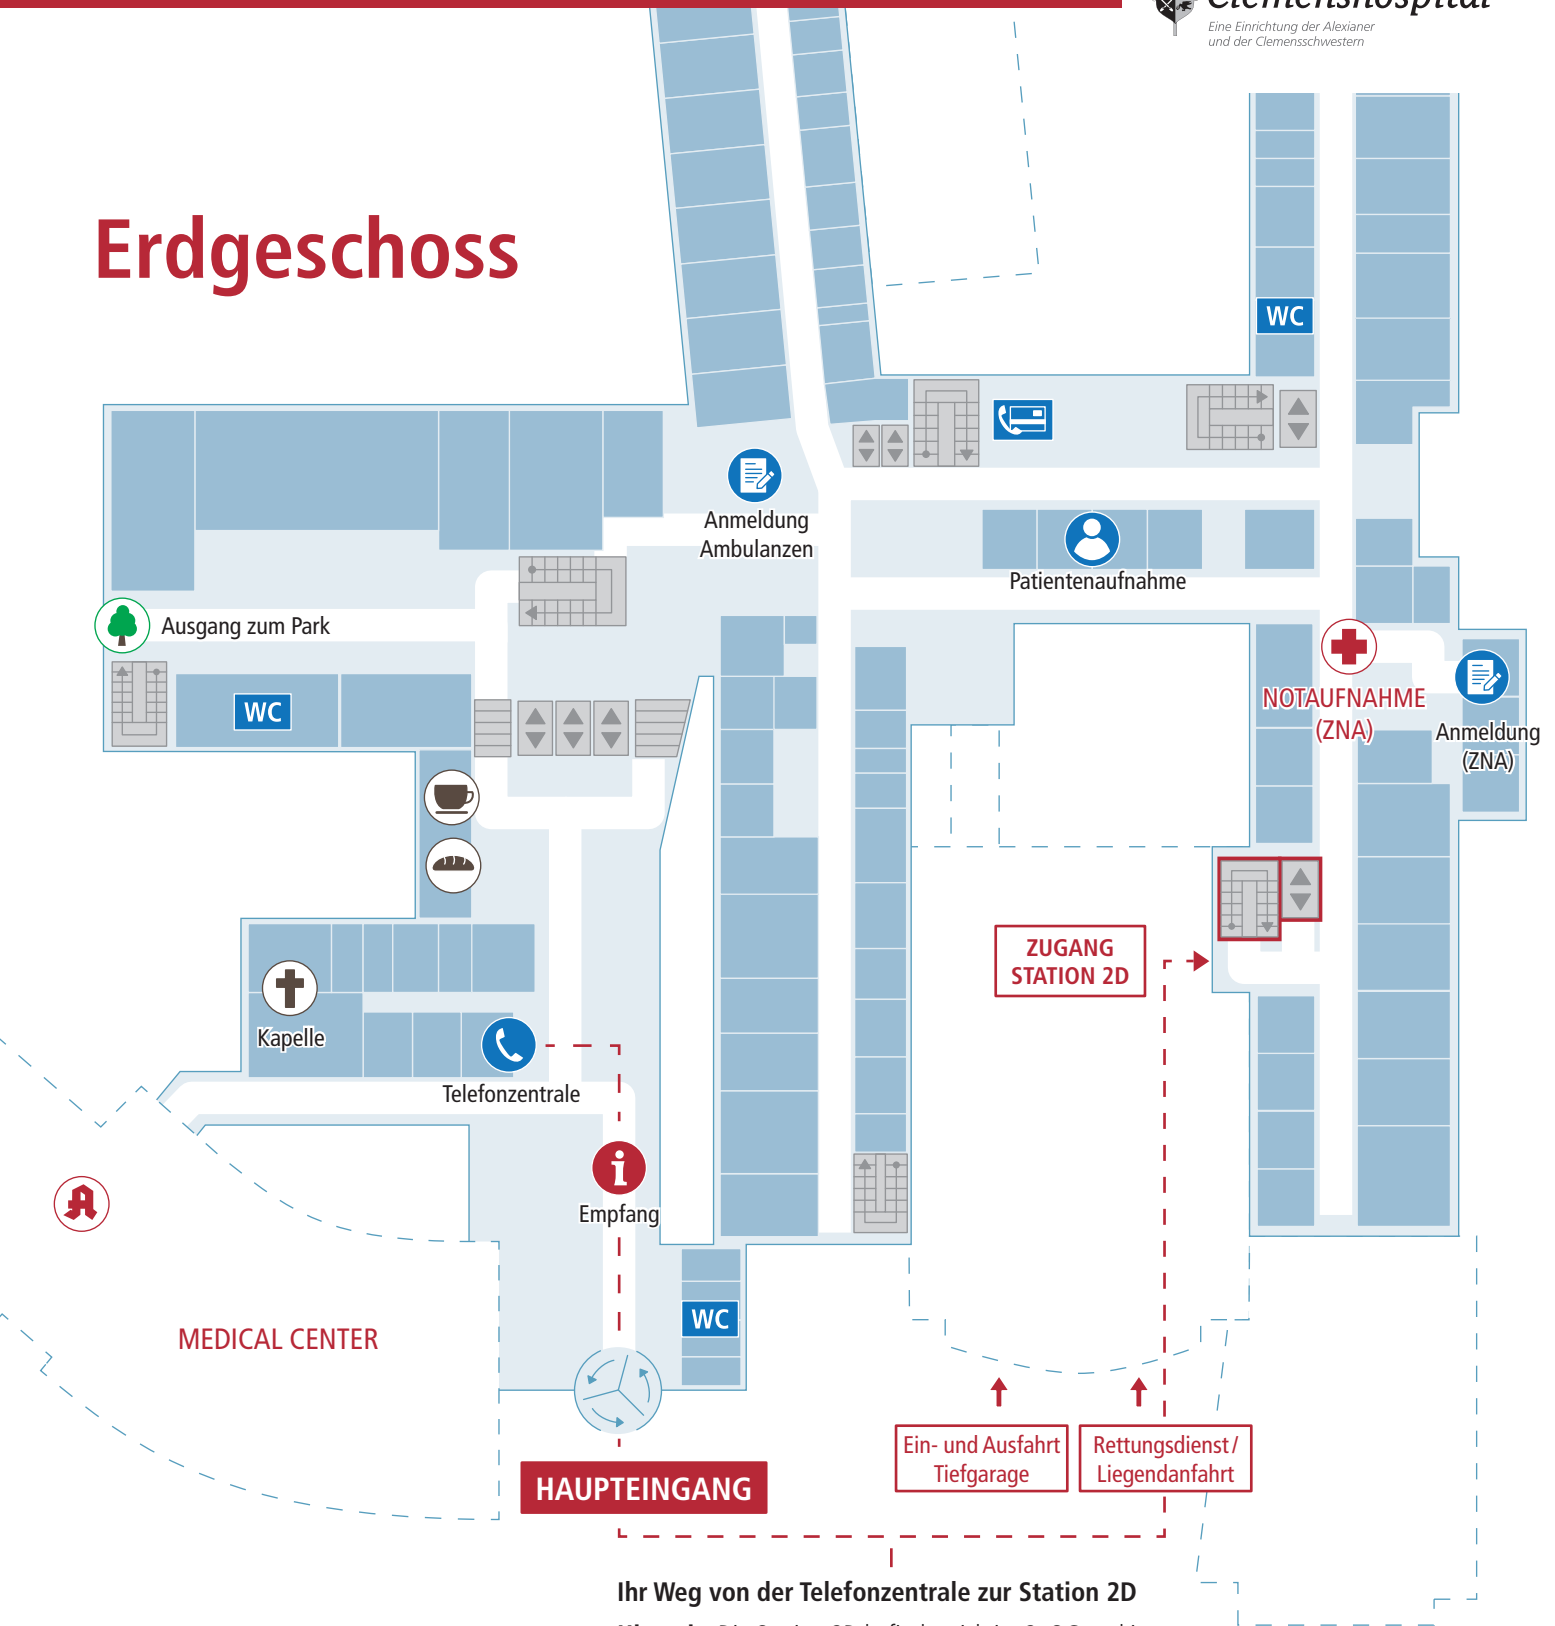 Clemenshospital
Eine Einrichtung der Alexianer
und der Clemensschwestern
Erdgeschoss
WC
Anmeldung
Ambulanzen
Patientenaufnahme
Ausgang zum Park
WC
NOTAUFNAHME
(ZNA)
Anmeldung
(ZNA)
ZUGANG
STATION 2D
Kapelle
Telefonzentrale
Empfang
WC
MEDICAL CENTER
Ein- und Ausfahrt
Tiefgarage
Rettungsdienst /
Liegendanfahrt
HAUPTEINGANG
Ihr Weg von der Telefonzentrale zur Station 2D